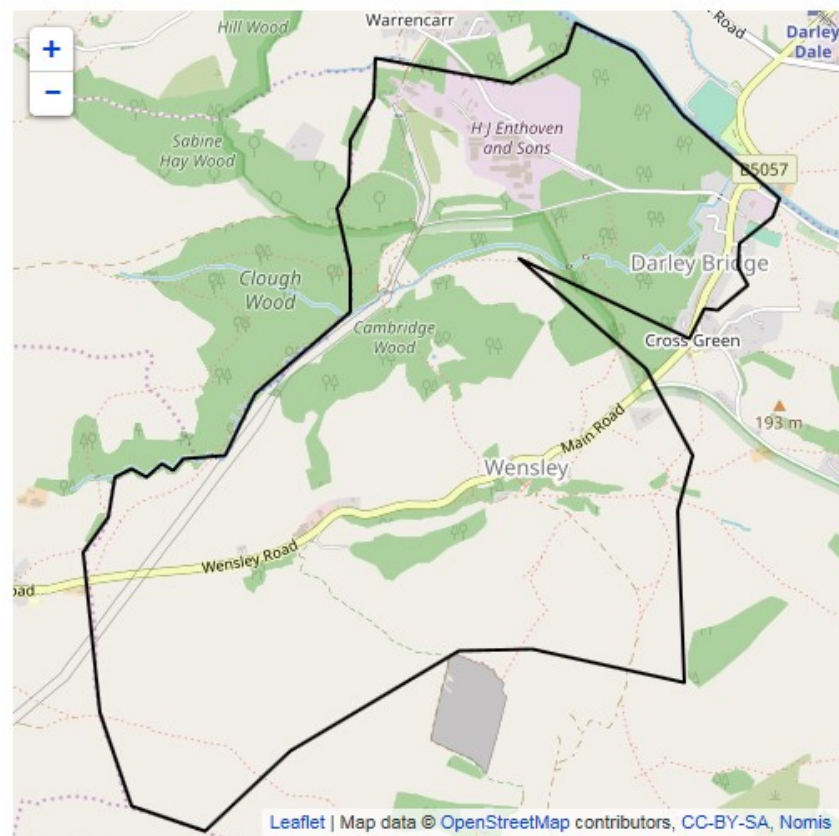 Hill Wood
Warrencarr
Road
Darley
Dale
+
−
Sabine
Hay Wood
H·J Enthoven
and Sons
B5057
Clough
Wood
Darley Bridge
Cambridge
Wood
Cross Green
193 m
Main Road
Wensley
Wensley Road
oad
Leaflet | Map data © OpenStreetMap contributors, CC-BY-SA, Nomis